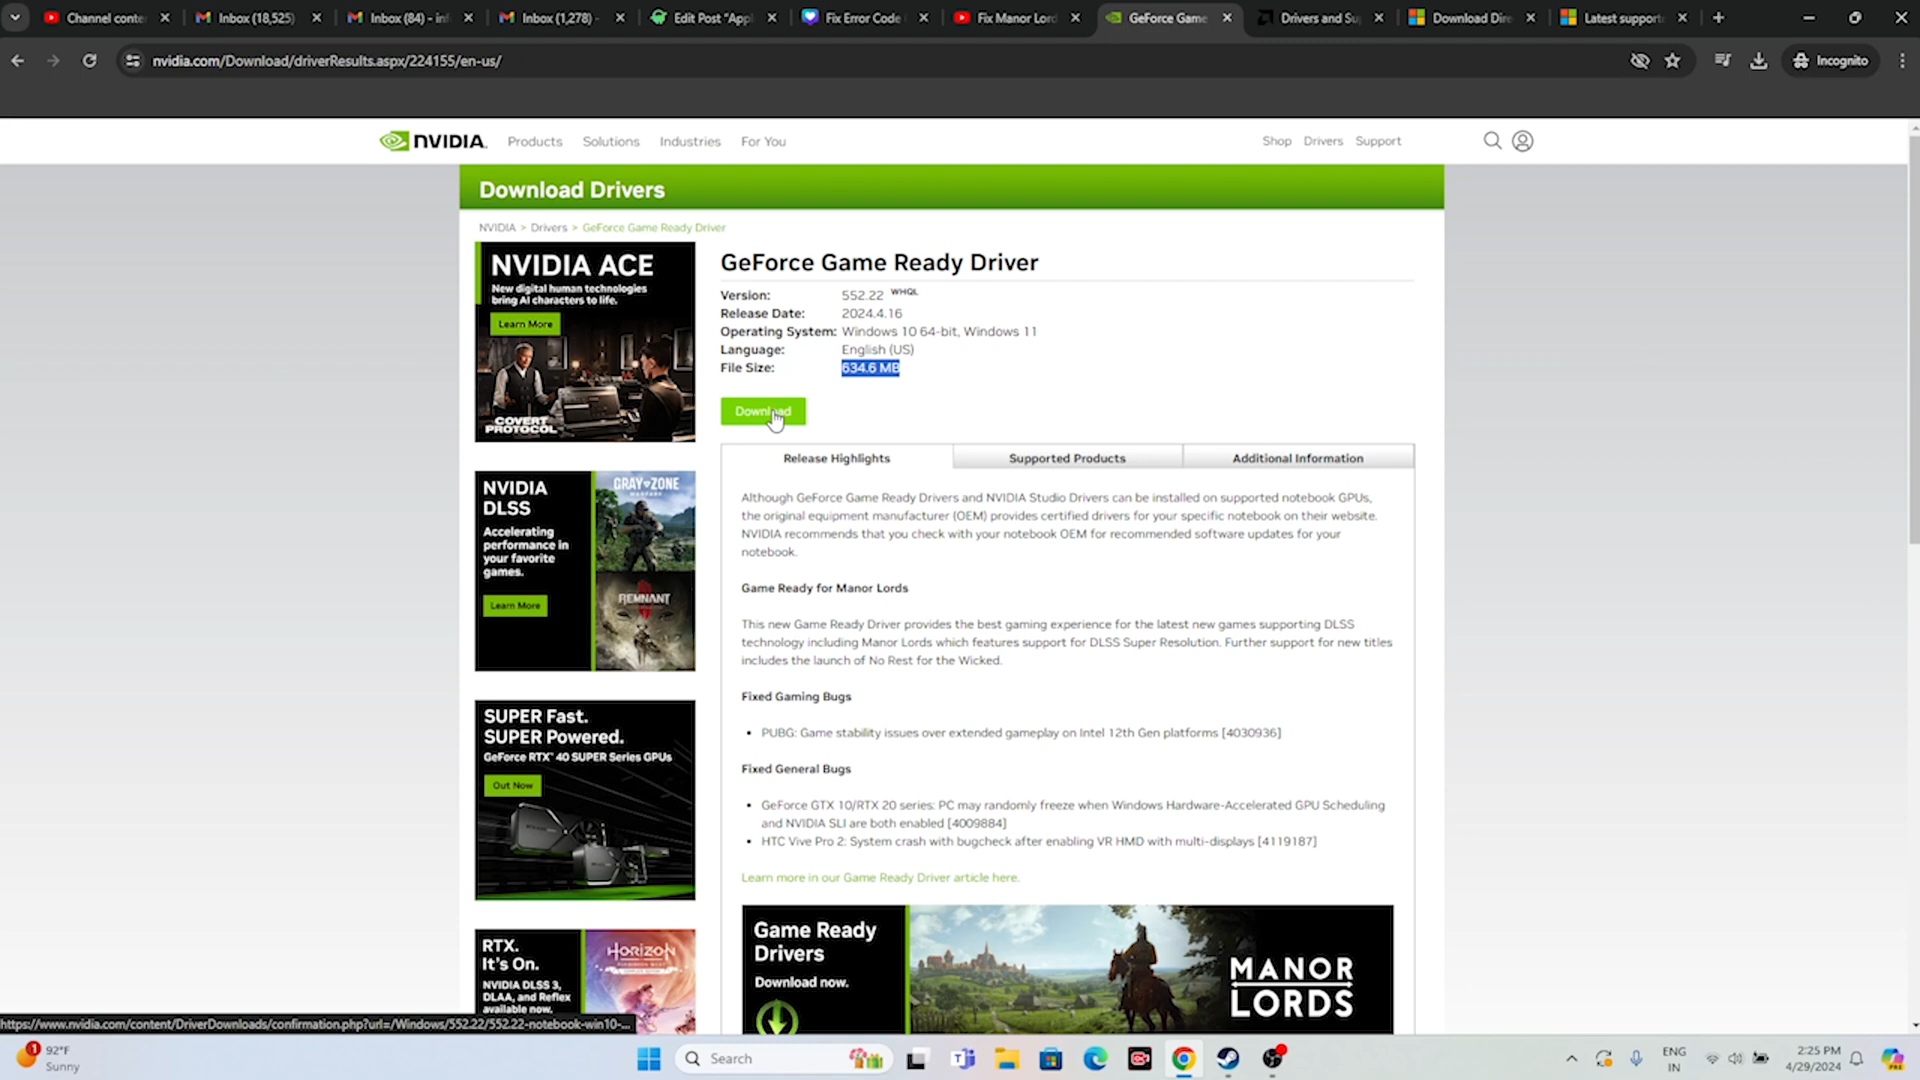 Channel conte
Inbox (18,525)
Inbox (84) - inf
Inbox (1,278) -
Edit Post "Appl
Fix Error Code
Fix Manor Lord
GeForce Game
Drivers and Su
Download Dire
Latest support
nvidia.com/Download/driverResults.aspx/224155/en-us/
Incognito
NVIDIA.
Products
Solutions
Industries
For You
Shop
Drivers
Support
Download Drivers
NVIDIA > Drivers > GeForce Game Ready Driver
NVIDIA ACE
New digital human technologies
bring AI characters to life.
Learn More
COVERT
PROTOCOL
GeForce Game Ready Driver
Version: 552.22 WHQL
Release Date: 2024.4.16
Operating System: Windows 10 64-bit, Windows 11
Language: English (US)
File Size: 634.6 MB
Download
Release Highlights
Supported Products
Additional Information
Although GeForce Game Ready Drivers and NVIDIA Studio Drivers can be installed on supported notebook GPUs,
the original equipment manufacturer (OEM) provides certified drivers for your specific notebook on their website.
NVIDIA recommends that you check with your notebook OEM for recommended software updates for your
notebook.
Game Ready for Manor Lords
This new Game Ready Driver provides the best gaming experience for the latest new games supporting DLSS
technology including Manor Lords which features support for DLSS Super Resolution. Further support for new titles
includes the launch of No Rest for the Wicked.
Fixed Gaming Bugs
• PUBG: Game stability issues over extended gameplay on Intel 12th Gen platforms [4030936]
Fixed General Bugs
• GeForce GTX 10/RTX 20 series: PC may randomly freeze when Windows Hardware-Accelerated GPU Scheduling
and NVIDIA SLI are both enabled [4009884]
• HTC Vive Pro 2: System crash with bugcheck after enabling VR HMD with multi-displays [4119187]
Learn more in our Game Ready Driver article here.
Game Ready
Drivers
Download now.
MANOR
LORDS
NVIDIA
DLSS
Accelerating
performance in
your favorite
games.
Learn More
GRAY ZONE
WARFARE
REMNANT
SUPER Fast.
SUPER Powered.
GeForce RTX™ 40 SUPER Series GPUs
Out Now
RTX.
It's On.
NVIDIA DLSS 3,
DLAA, and Reflex
available now.
HORIZON
https://www.nvidia.com/content/DriverDownloads/confirmation.php?url=/Windows/552.22/552.22-notebook-win10-...
1
92°F
Sunny
Search
ENG
IN
2:25 PM
4/29/2024